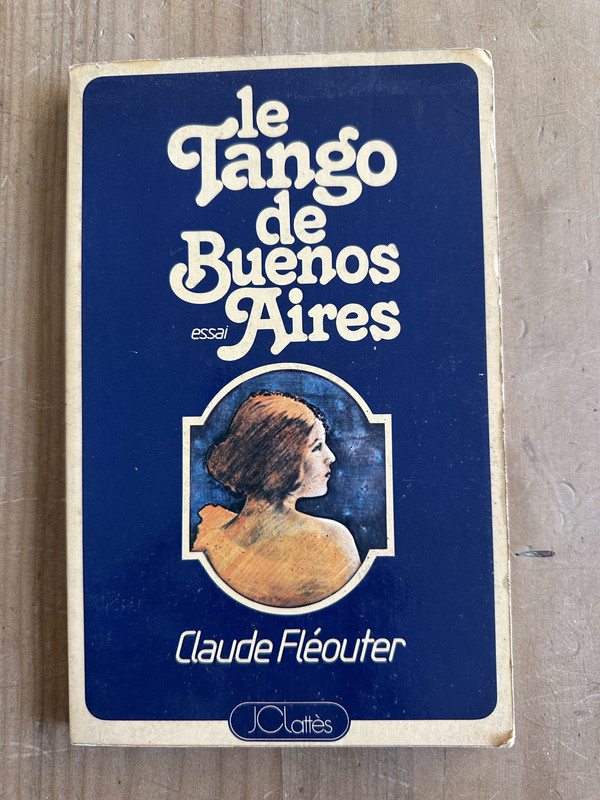 le
Tango
de
Buenos
essai Aires
Claude Fléouter
JCLattès